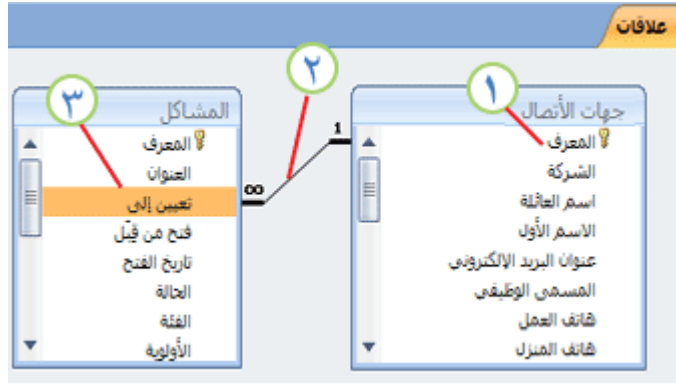 علاقات
١
٢
٣
جهات الأتصال
المعرف
الشركة
اسم العائلة
الاسم الأول
عنوان البريد الإلكتروني
المسمى الوظيفي
هاتف العمل
هاتف المنزل
1
∞
المشاكل
المعرف
العنوان
تعيين إلى
فتح من قِبَل
تاريخ الفتح
الحالة
الفئة
الأولوية